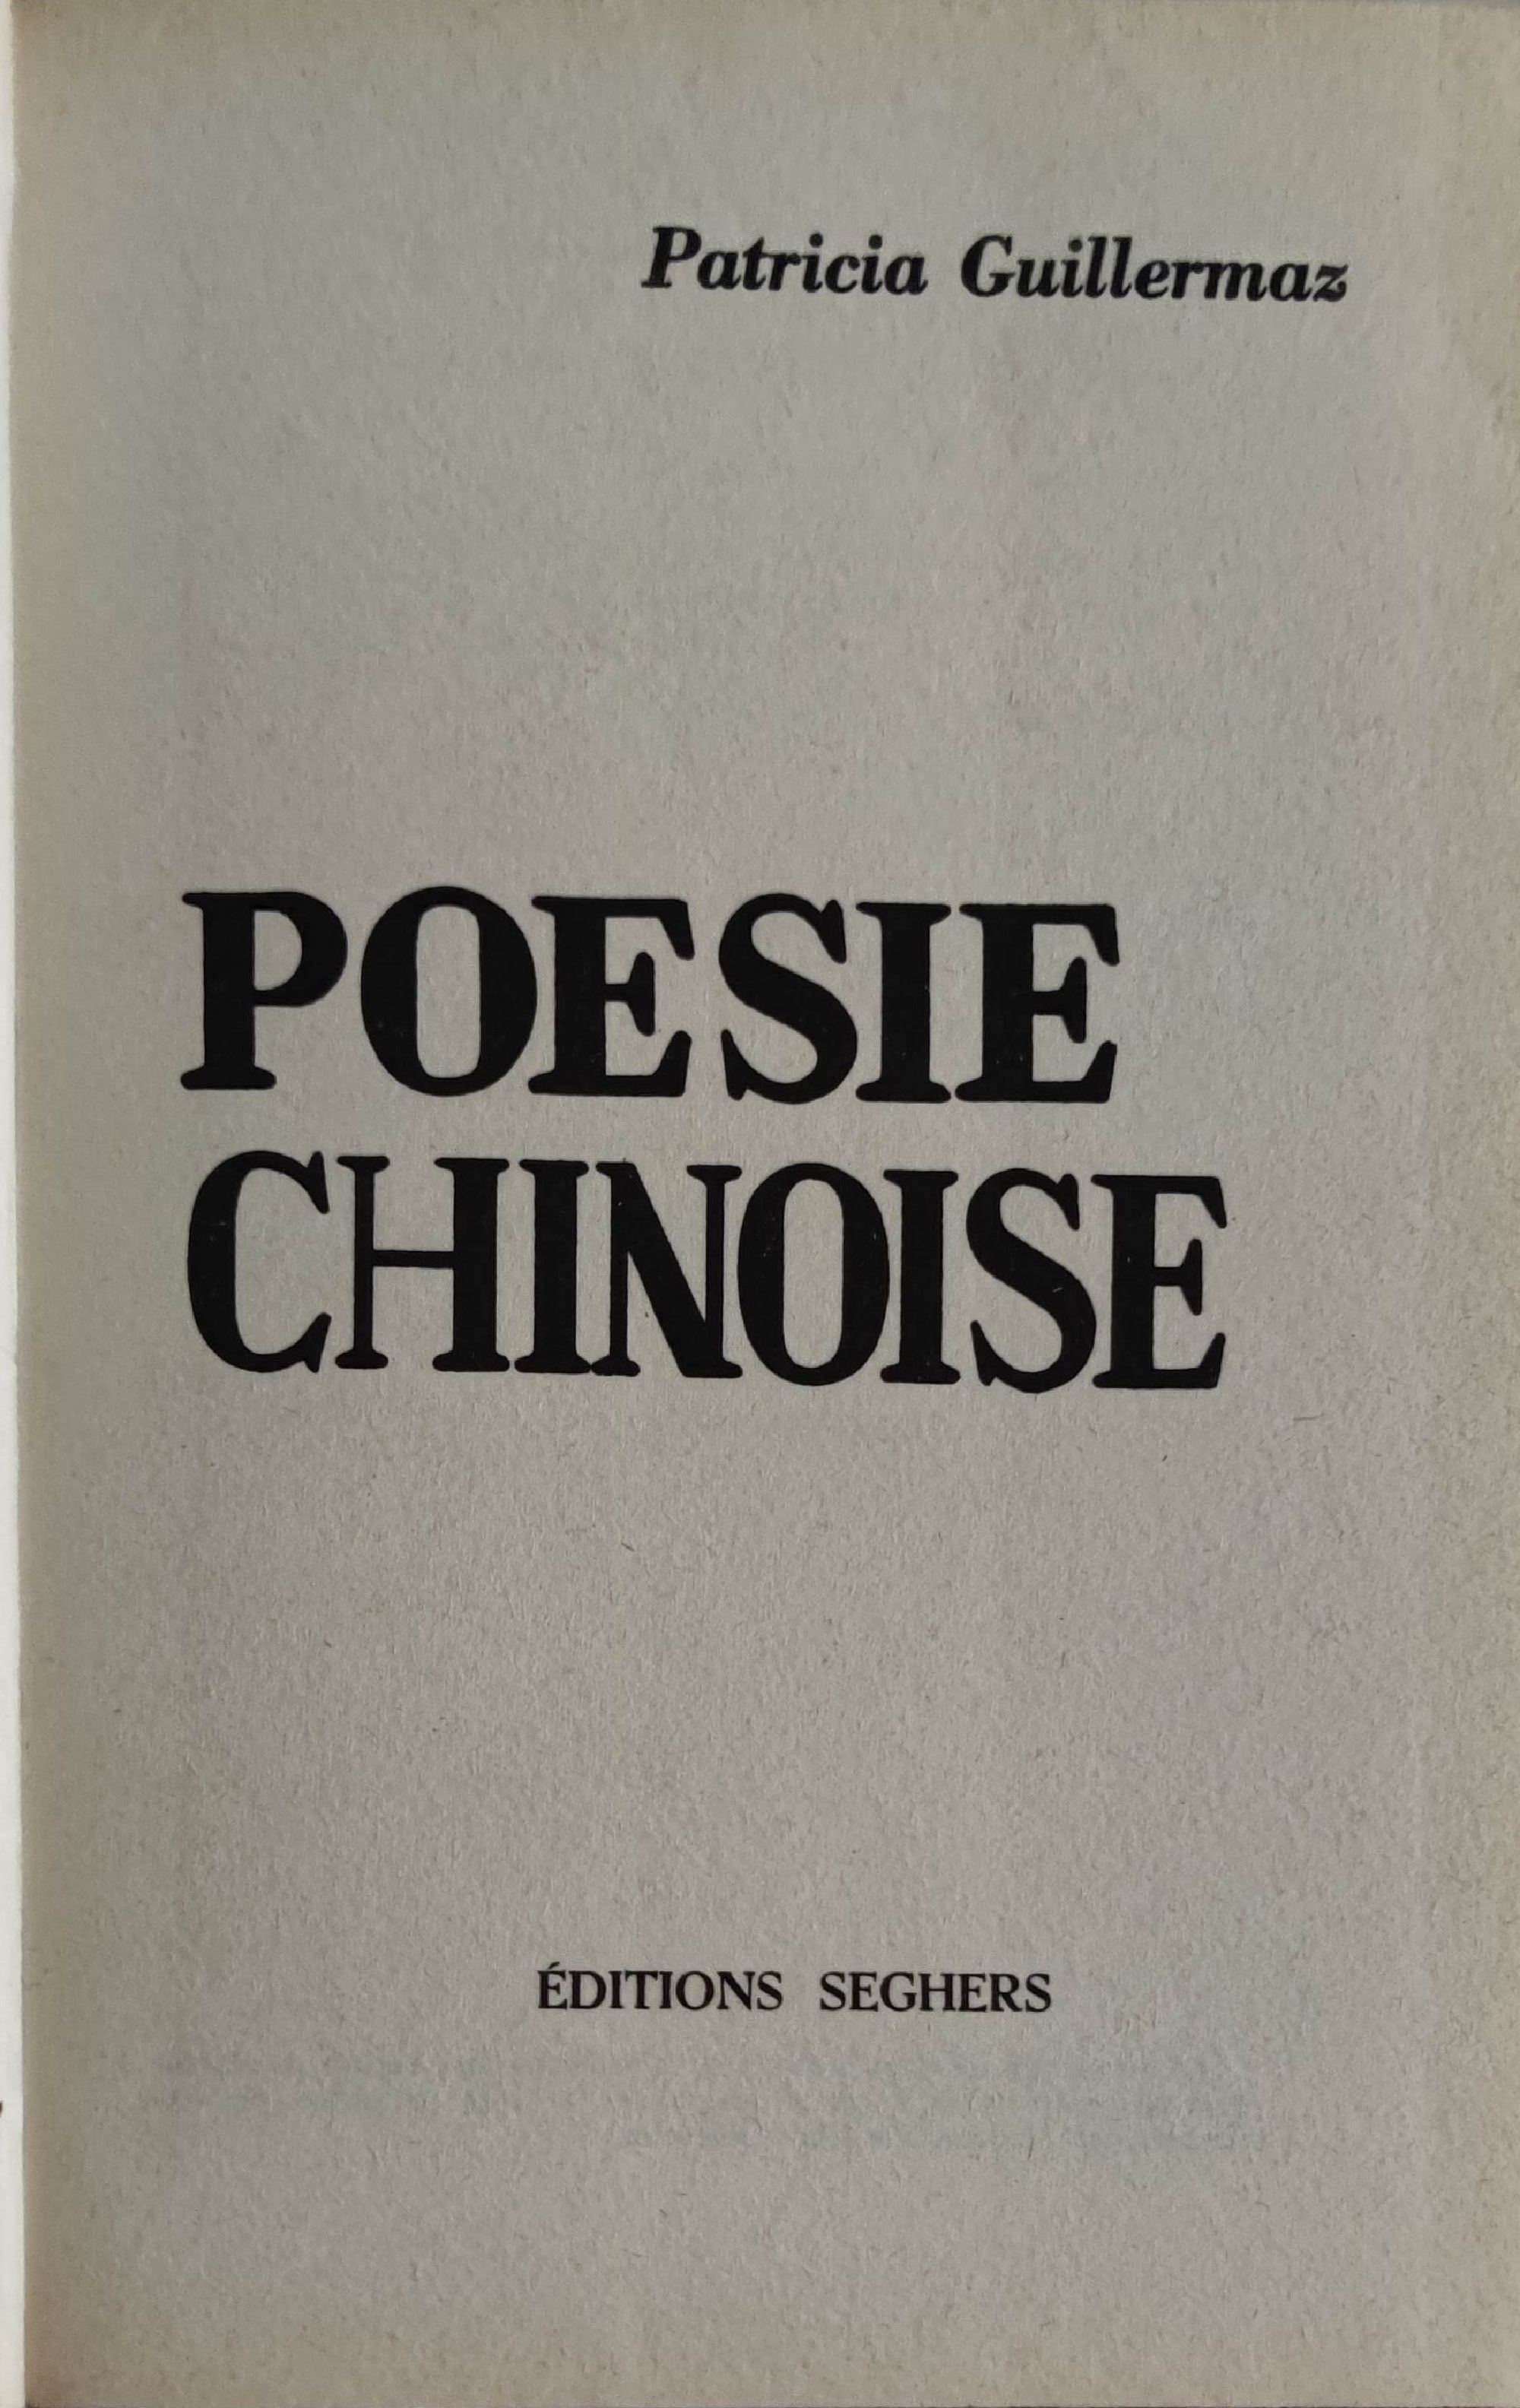 Patricia Guillermaz
POESIE
CHINOISE
ÉDITIONS SEGHERS